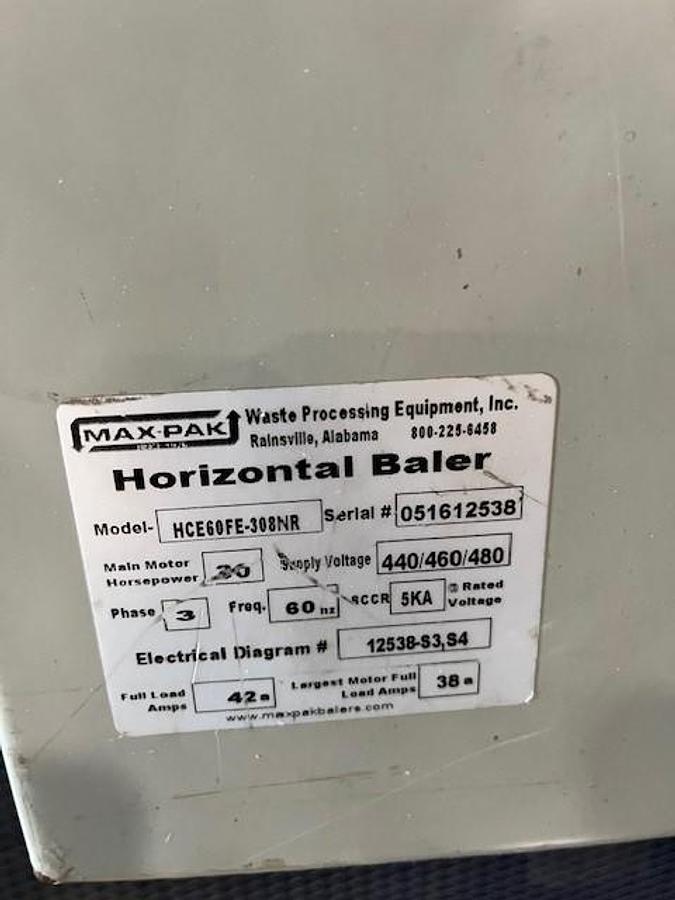 MAX-PAK
Waste Processing Equipment, Inc.
Rainsville, Alabama 800-225-6458
Horizontal Baler
Model- HCE60FE-308NR Serial # 051612538
Main Motor Horsepower 30 Supply Voltage 440/460/480
Phase 3 Freq. 60 hz SCCR 5KA @ Rated Voltage
Electrical Diagram # 12538-S3,S4
Full Load Amps 42a Largest Motor Full Load Amps 38a
www.maxpakbalers.com